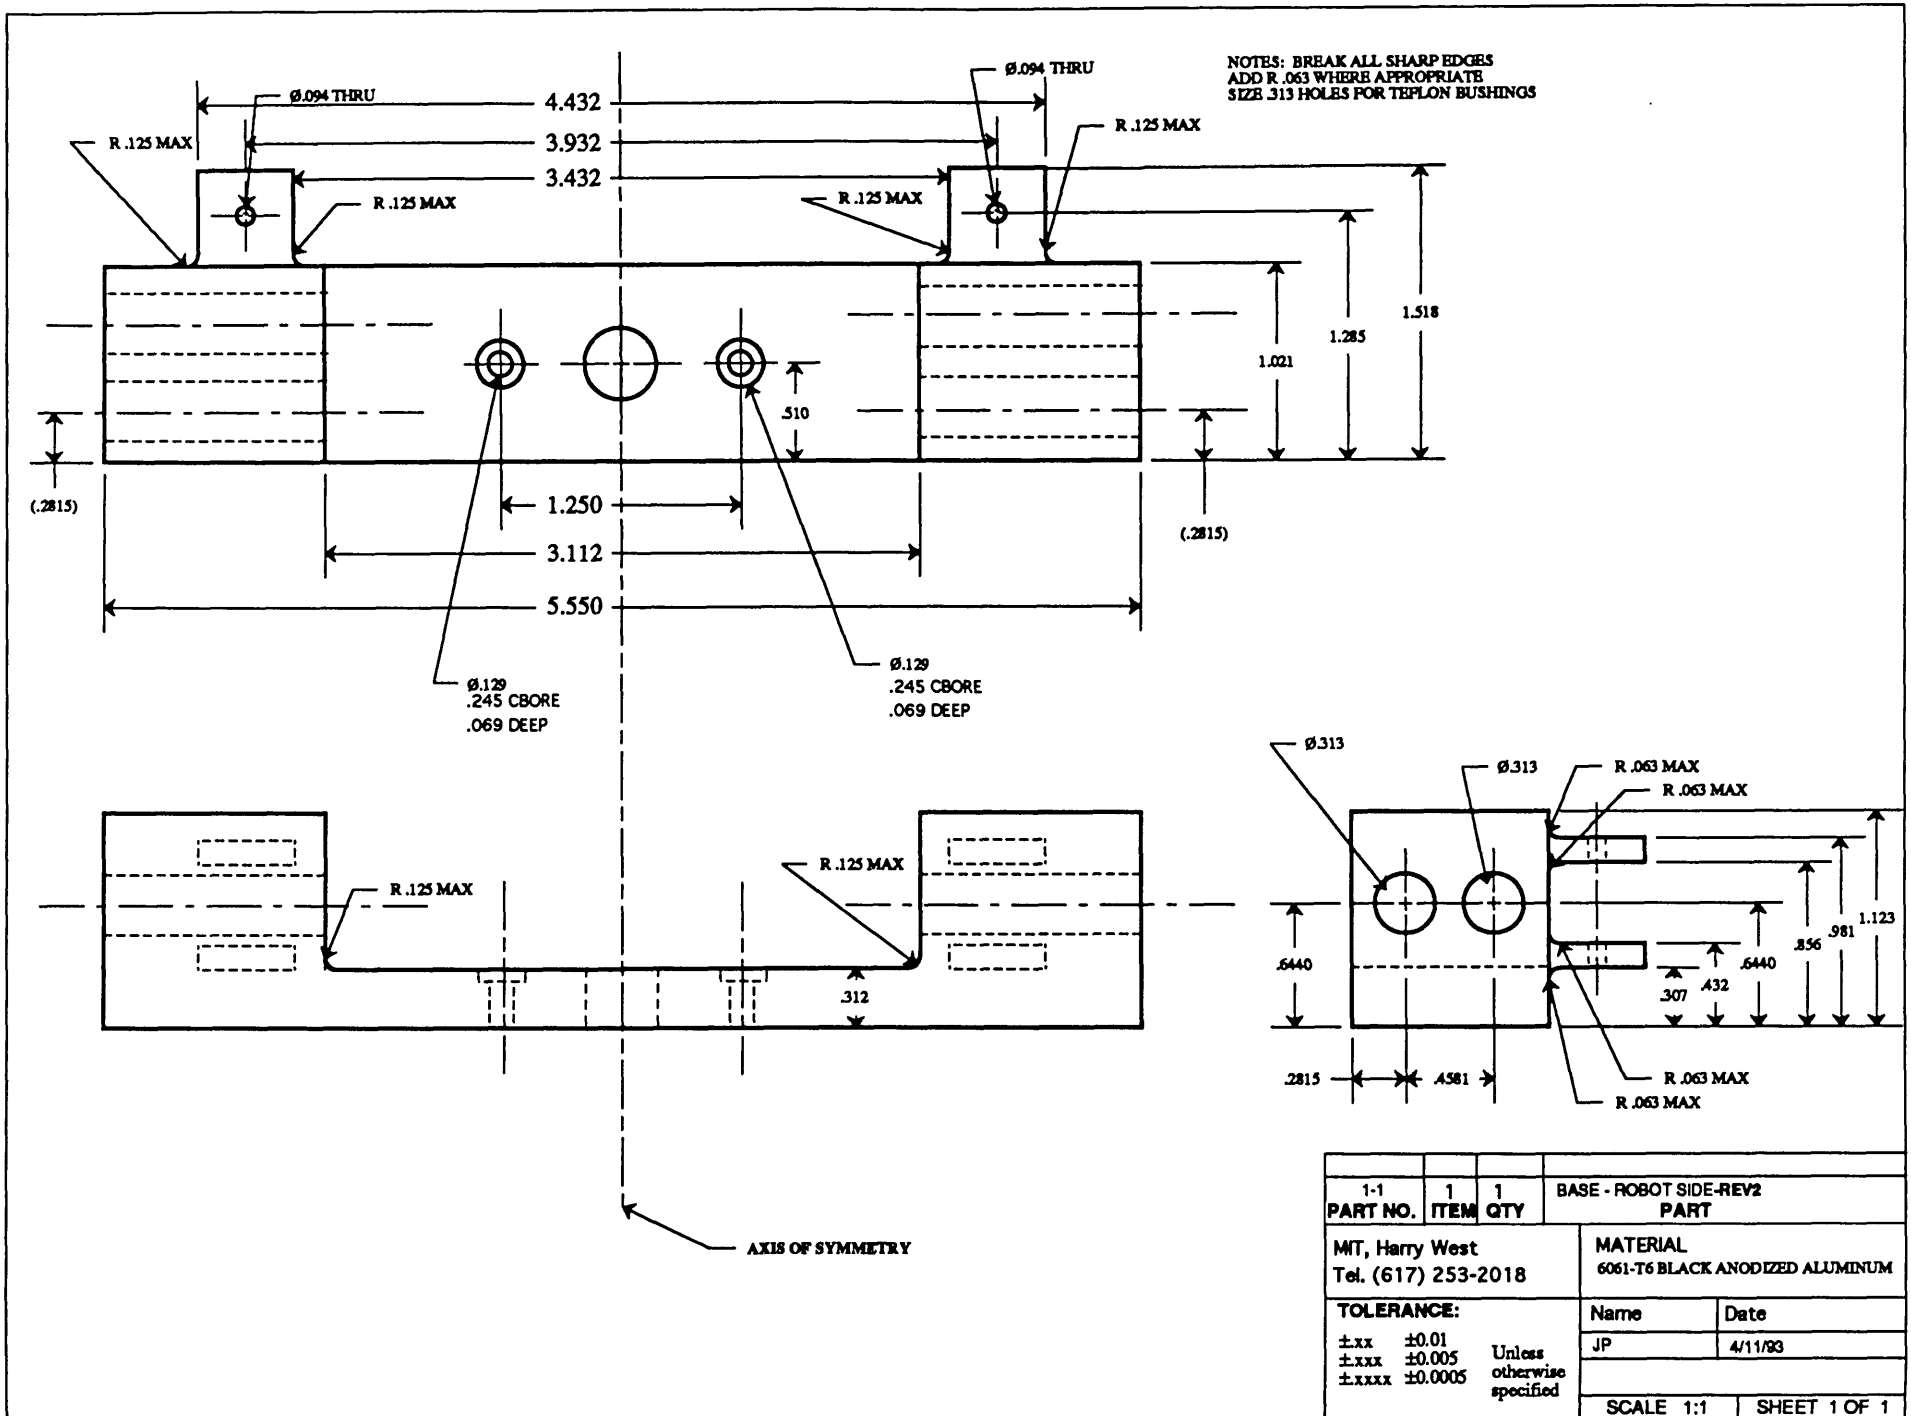 NOTES: BREAK ALL SHARP EDGES
ADD R .063 WHERE APPROPRIATE
SIZE .313 HOLES FOR TEFLON BUSHINGS
Ø.094 THRU
Ø.094 THRU
4.432
3.932
3.432
R .125 MAX
R .125 MAX
R .125 MAX
R .125 MAX
1.518
1.285
1.021
.510
(.2815)
(.2815)
1.250
3.112
5.550
Ø.129
.245 CBORE
.069 DEEP
Ø.129
.245 CBORE
.069 DEEP
R .125 MAX
R .125 MAX
.312
AXIS OF SYMMETRY
Ø.313
Ø.313
R .063 MAX
R .063 MAX
1.123
.981
.856
.6440
.6440
.432
.307
.2815
.4581
R .063 MAX
R .063 MAX
1-1 1 1 BASE - ROBOT SIDE-REV2
PART NO. ITEM QTY PART
MIT, Harry West
Tel. (617) 253-2018
MATERIAL
6061-T6 BLACK ANODIZED ALUMINUM
TOLERANCE:
±.xx ±0.01
±.xxx ±0.005
±.xxxx ±0.0005
Unless
otherwise
specified
Name Date
JP 4/11/93
SCALE 1:1 SHEET 1 OF 1